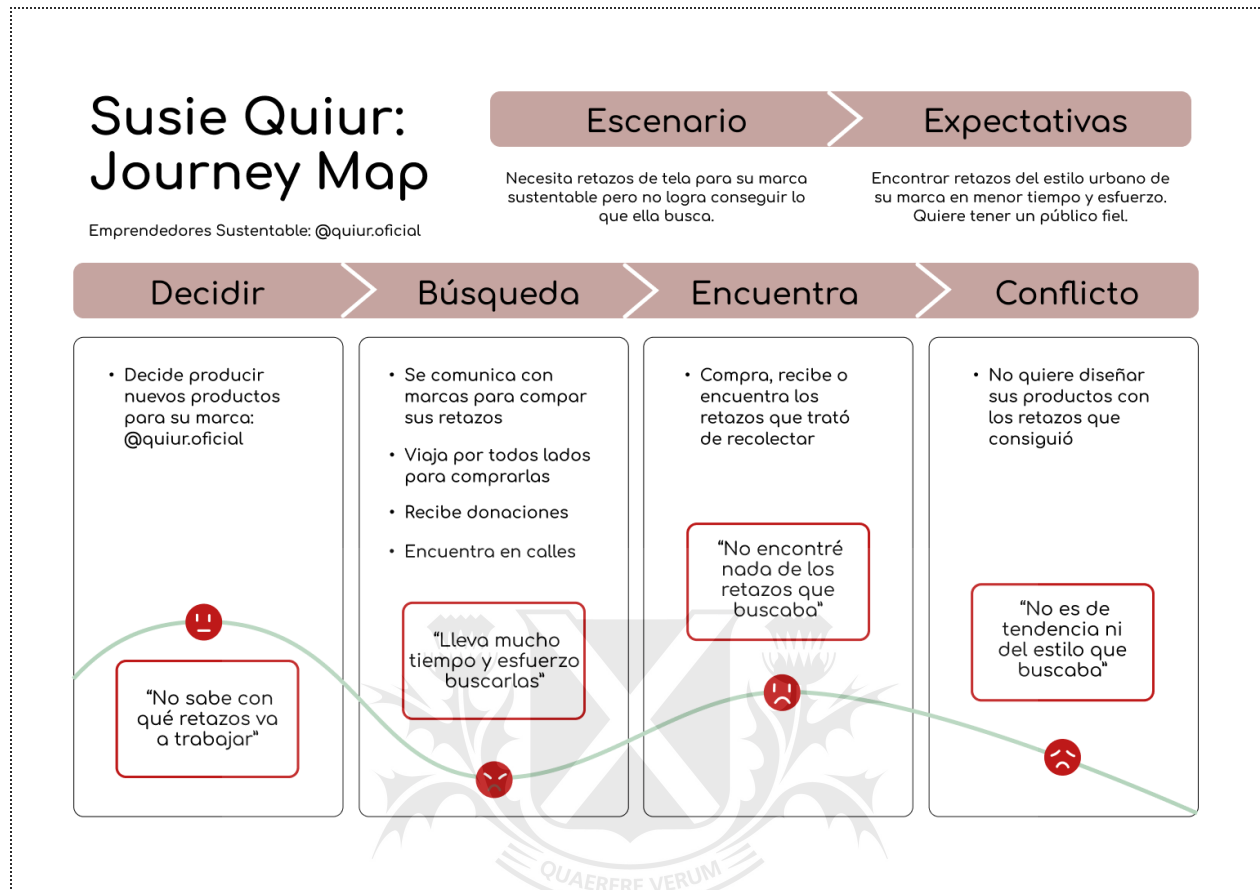 Susie Quiur:
Journey Map
Emprendedores Sustentable: @quiur.oficial
Escenario
Necesita retazos de tela para su marca
sustentable pero no logra conseguir lo
que ella busca.
Expectativas
Encontrar retazos del estilo urbano de
su marca en menor tiempo y esfuerzo.
Quiere tener un público fiel.
Decidir
• Decide producir
nuevos productos
para su marca:
@quiur.oficial
“No sabe con
qué retazos va
a trabajar”
Búsqueda
• Se comunica con
marcas para compar
sus retazos
• Viaja por todos lados
para comprarlas
• Recibe donaciones
• Encuentra en calles
“Lleva mucho
tiempo y esfuerzo
buscarlas”
Encuentra
• Compra, recibe o
encuentra los
retazos que trató
de recolectar
“No encontré
nada de los
retazos que
buscaba”
Conflicto
• No quiere diseñar
sus productos con
los retazos que
consiguió
“No es de
tendencia ni
del estilo que
buscaba”
QUAERERE VERUM